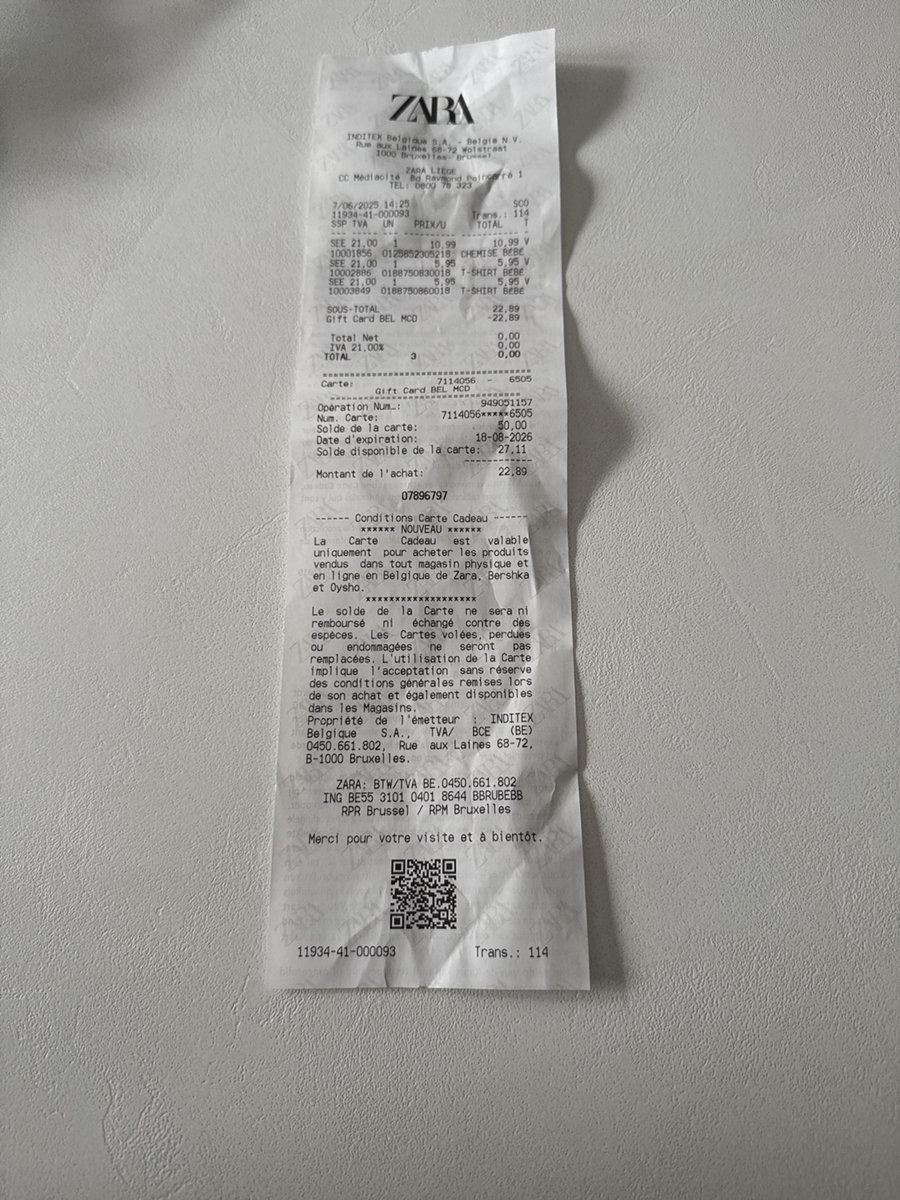 ZARA
INDITEX Belgique S.A. - Belgie N.V.
Rue aux Laines 68-72 Wolstraat
1000 Bruxelles- Brussel
ZARA LIEGE
CC Médiacité Bd Raymond Poincarré 1
TEL: 0800 78 323
7/06/2025 14:25 SCO
11934-41-000093 Trans.: 114
SSP TVA UN PRIX/U TOTAL T
SEE 21,00 1 10,99 10,99 V
10001856 0125852305218 CHEMISE BéBé
SEE 21,00 1 5,95 5,95 V
10002886 0188750830018 T-SHIRT BéBé
SEE 21,00 1 5,95 5,95 V
10003849 0188750860018 T-SHIRT BéBé
SOUS-TOTAL 22,89
Gift Card BEL MCD -22,89
Total Net 0,00
IVA 21,00% 0,00
TOTAL 3 0,00
===================================
Carte: 7114056 - 6505
Gift Card BEL MCD
===================================
Opération Num.: 949051157
Num. Carte: 7114056*****6505
Solde de la carte: 50,00
Date d'expiration: 18-08-2026
Solde disponible de la carte: 27,11
-----------
Montant de l'achat: 22,89
07896797
------ Conditions Carte Cadeau ------
****** NOUVEAU ******
La Carte Cadeau est valable
uniquement pour acheter les produits
vendus dans tout magasin physique et
en ligne en Belgique de Zara, Bershka
et Oysho.
********************
Le solde de la Carte ne sera ni
remboursé ni échangé contre des
espèces. Les Cartes volées, perdues
ou endommagées ne seront pas
remplacées. L'utilisation de la Carte
implique l'acceptation sans réserve
des conditions générales remises lors
de son achat et également disponibles
dans les Magasins.
Propriété de l'émetteur : INDITEX
Belgique S.A., TVA/ BCE (BE)
0450.661.802, Rue aux Laines 68-72,
B-1000 Bruxelles.
ZARA: BTW/TVA BE.0450.661.802
ING BE55 3101 0401 8644 BBRUBEBB
RPR Brussel / RPM Bruxelles
Merci pour votre visite et à bientôt.
11934-41-000093 Trans.: 114